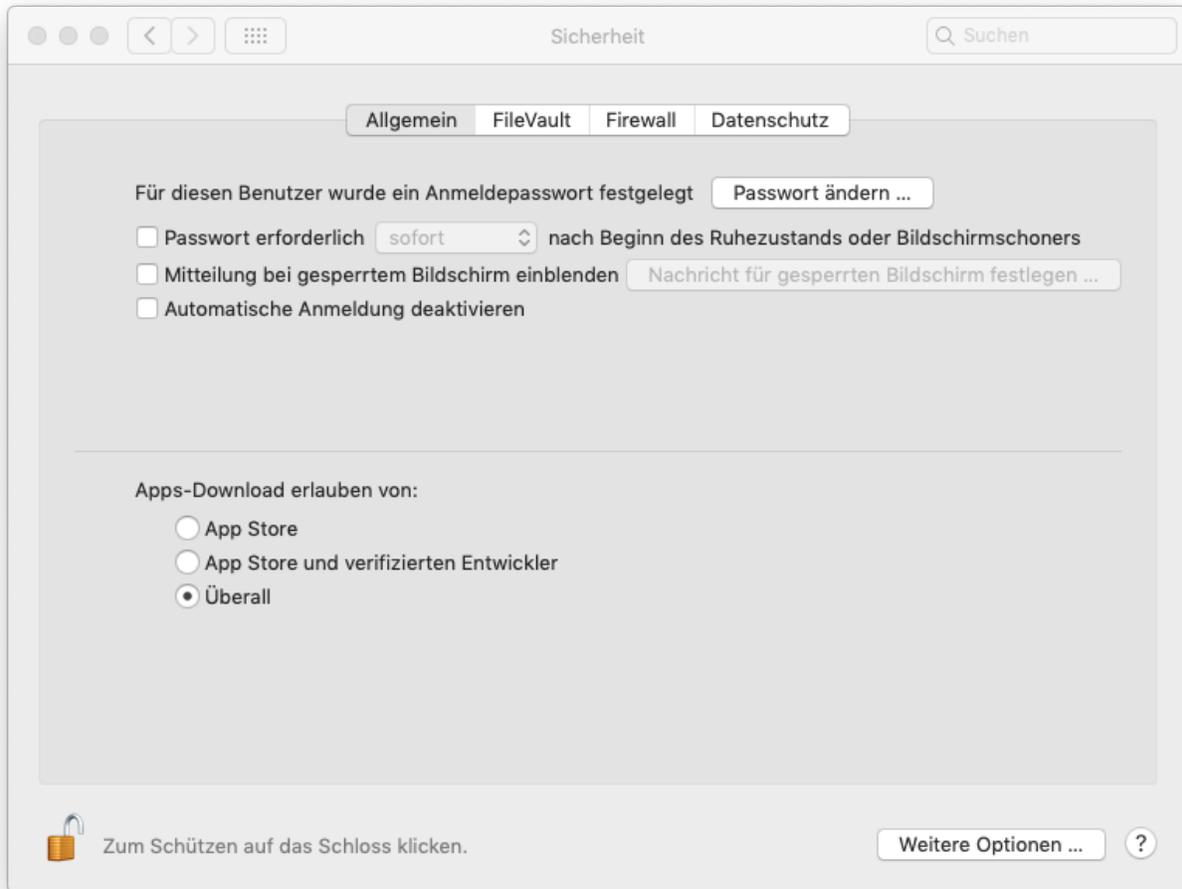 Sicherheit
Suchen
Allgemein FileVault Firewall Datenschutz
Für diesen Benutzer wurde ein Anmeldepasswort festgelegt Passwort ändern ...
Passwort erforderlich sofort nach Beginn des Ruhezustands oder Bildschirmschoners
Mitteilung bei gesperrtem Bildschirm einblenden Nachricht für gesperrten Bildschirm festlegen ...
Automatische Anmeldung deaktivieren
Apps-Download erlauben von:
App Store
App Store und verifizierten Entwickler
Überall
Zum Schützen auf das Schloss klicken.
Weitere Optionen ... ?